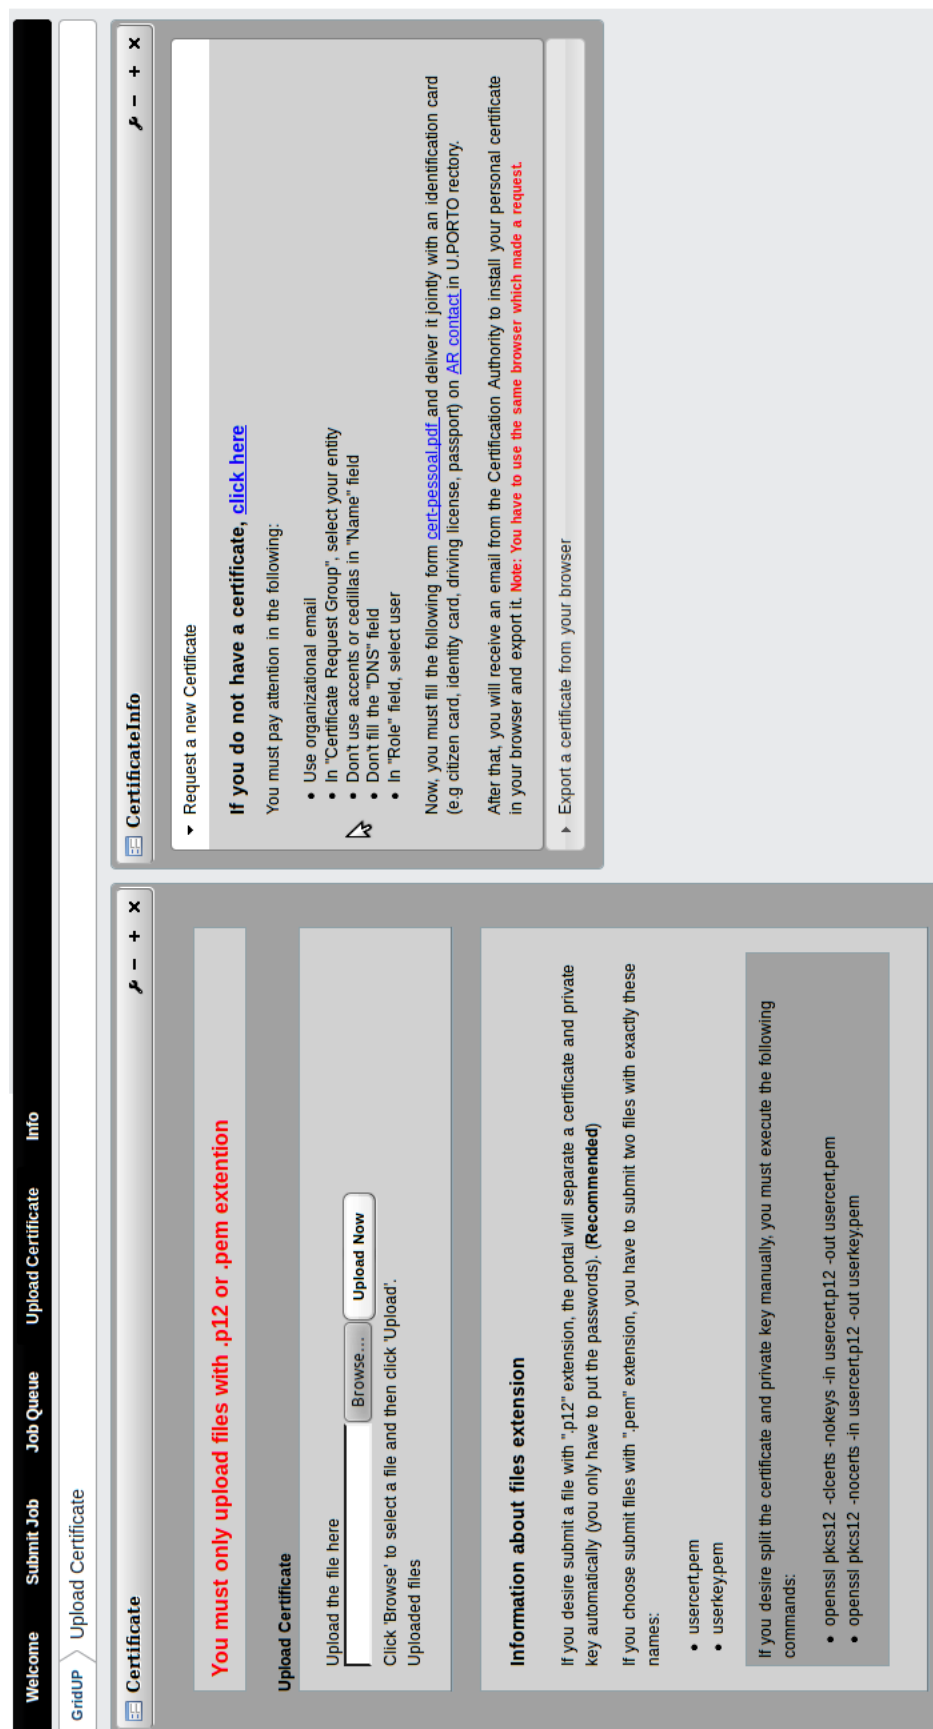 Welcome Submit Job Job Queue Upload Certificate Info
GridUP Upload Certificate
Certificate
You must only upload files with .p12 or .pem extention
Upload Certificate
Upload the file here
Browse... Upload Now
Click 'Browse' to select a file and then click 'Upload'.
Uploaded files
Information about files extension
If you desire submit a file with ".p12" extension, the portal will separate a certificate and private
key automatically (you only have to put the passwords). (Recommended)
If you choose submit files with ".pem" extension, you have to submit two files with exactly these
names:
• usercert.pem
• userkey.pem
If you desire split the certificate and private key manually, you must execute the following
commands:
• openssl pkcs12 -clcerts -nokeys -in usercert.p12 -out usercert.pem
• openssl pkcs12 -nocerts -in usercert.p12 -out userkey.pem
CertificateInfo
Request a new Certificate
If you do not have a certificate, click here
You must pay attention in the following:
• Use organizational email
• In "Certificate Request Group", select your entity
• Don't use accents or cedillas in "Name" field
• Don't fill the "DNS" field
• In "Role" field, select user
Now, you must fill the following form cert-pessoal.pdf and deliver it jointly with an identification card
(e.g citizen card, identity card, driving license, passport) on AR contact in U.PORTO rectory.
After that, you will receive an email from the Certification Authority to install your personal certificate
in your browser and export it. Note: You have to use the same browser which made a request.
Export a certificate from your browser